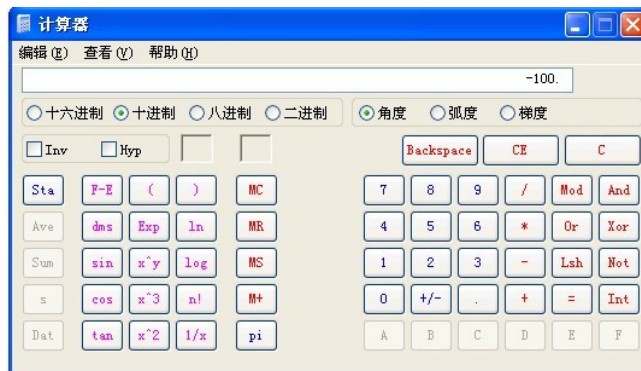 计算器
编辑(E) 查看(V) 帮助(H)
-100.
十六进制 十进制 八进制 二进制 角度 弧度 梯度
Inv Hyp Backspace CE C
Sta F-E ( ) MC 7 8 9 / Mod And
Ave dms Exp ln MR 4 5 6 * Or Xor
Sum sin x^y log MS 1 2 3 - Lsh Not
s cos x^3 n! M+ 0 +/- . + = Int
Dat tan x^2 1/x pi A B C D E F